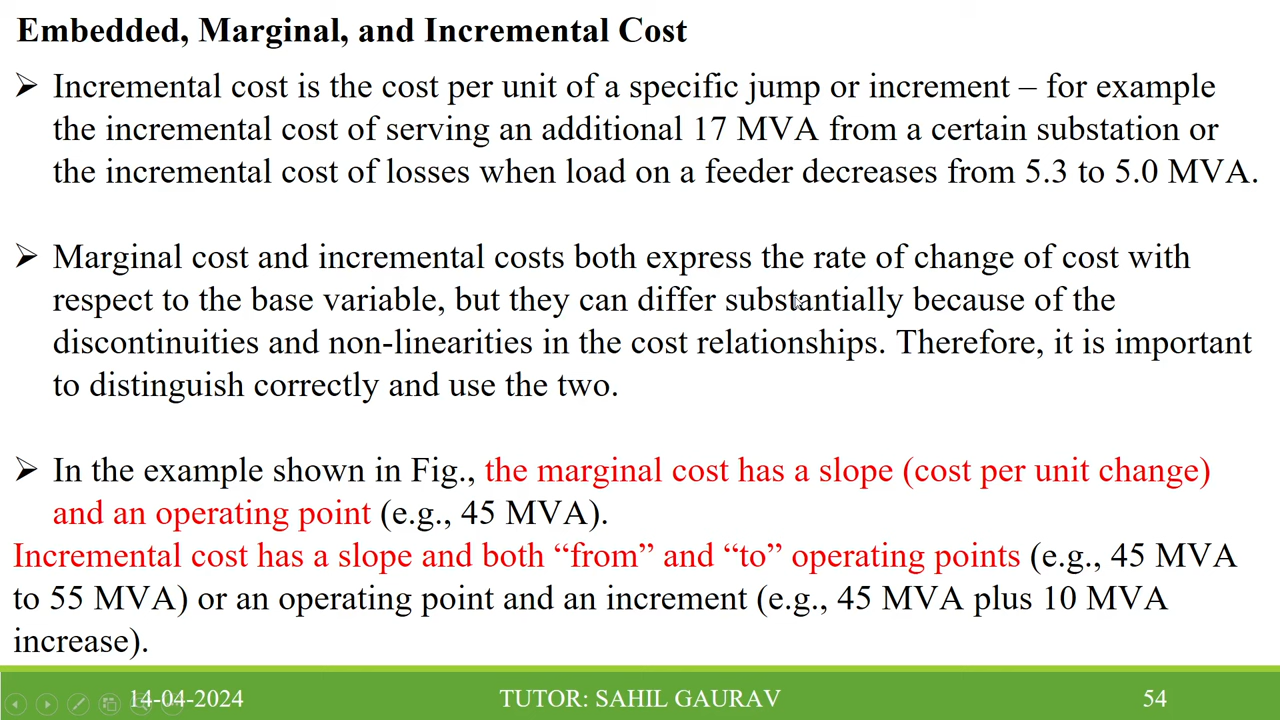 Embedded, Marginal, and Incremental Cost
➢ Incremental cost is the cost per unit of a specific jump or increment – for example
the incremental cost of serving an additional 17 MVA from a certain substation or
the incremental cost of losses when load on a feeder decreases from 5.3 to 5.0 MVA.
➢ Marginal cost and incremental costs both express the rate of change of cost with
respect to the base variable, but they can differ substantially because of the
discontinuities and non-linearities in the cost relationships. Therefore, it is important
to distinguish correctly and use the two.
➢ In the example shown in Fig., the marginal cost has a slope (cost per unit change)
and an operating point (e.g., 45 MVA).
Incremental cost has a slope and both “from” and “to” operating points (e.g., 45 MVA
to 55 MVA) or an operating point and an increment (e.g., 45 MVA plus 10 MVA
increase).
14-04-2024 TUTOR: SAHIL GAURAV 54